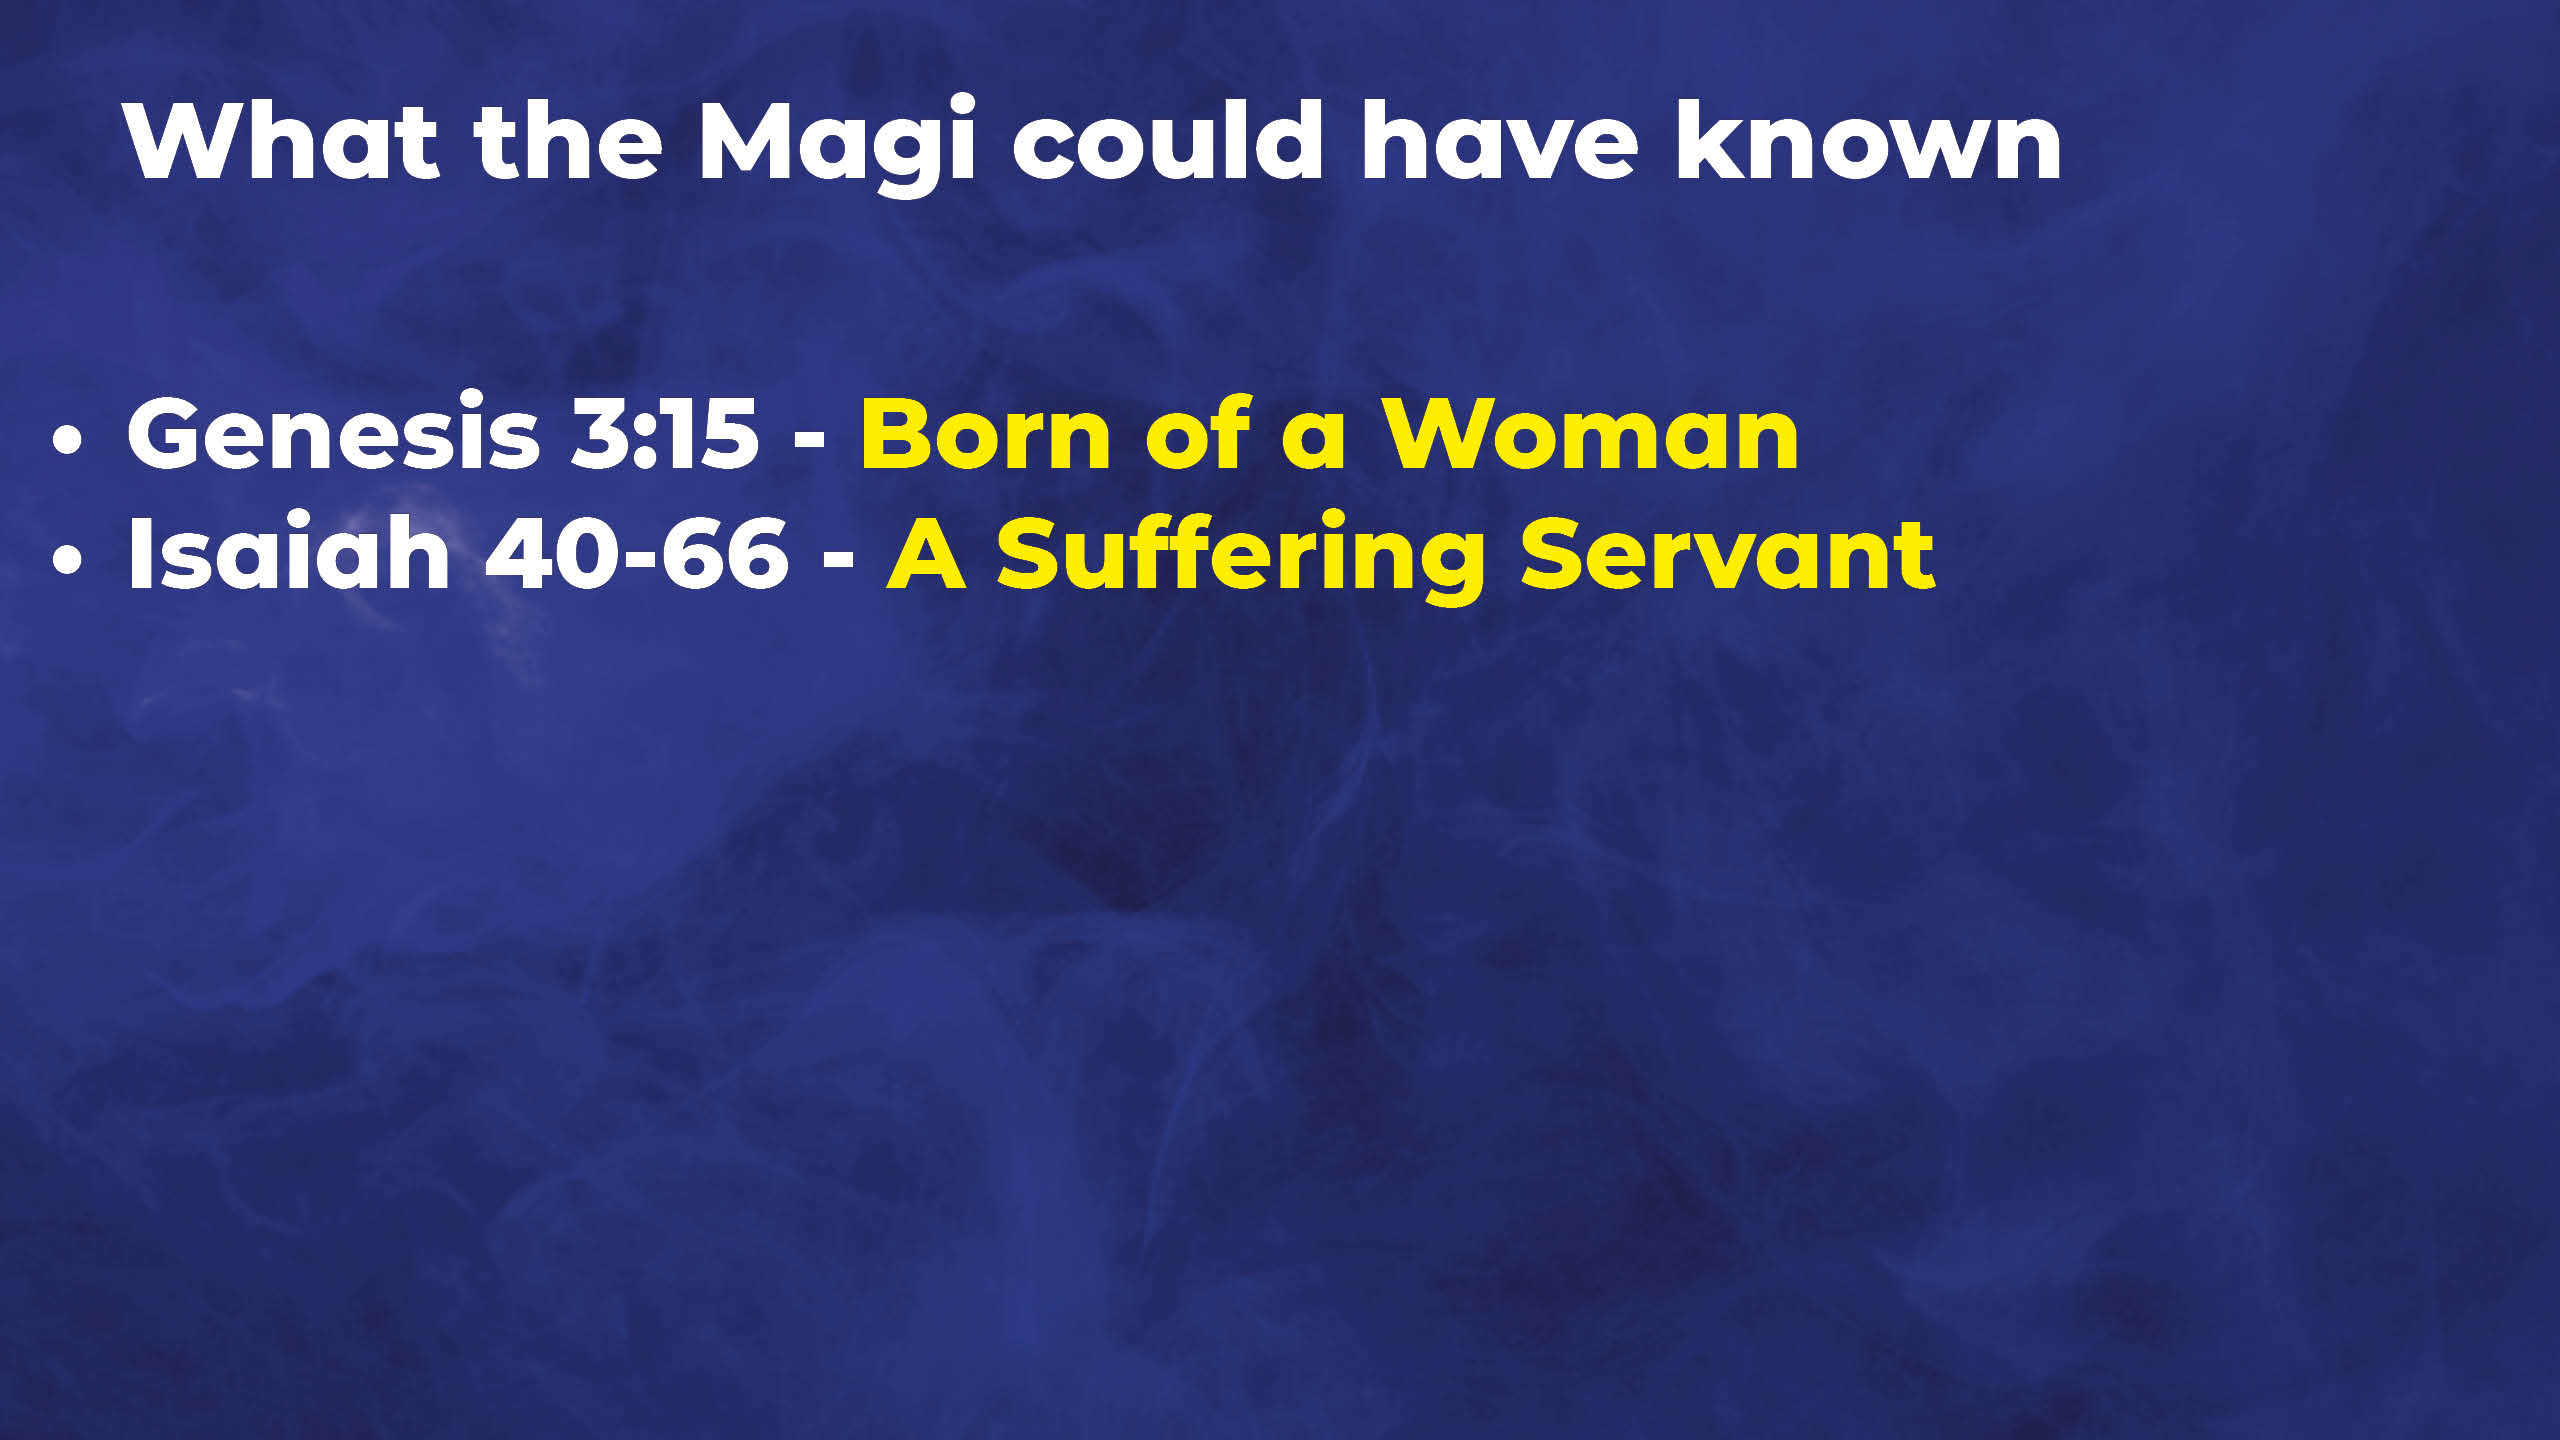 What the Magi could have known
• Genesis 3:15 - Born of a Woman
• Isaiah 40-66 - A Suffering Servant